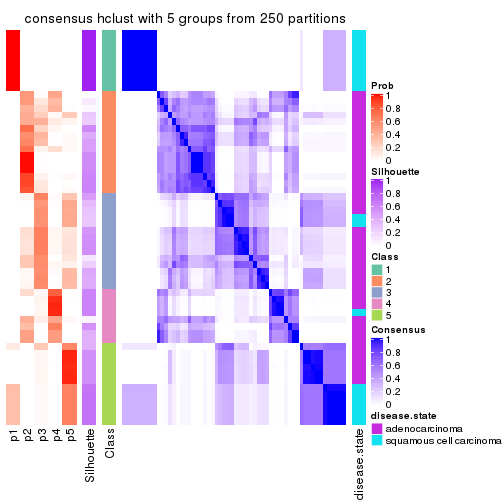 consensus hclust with 5 groups from 250 partitions
Prob
1
0.8
0.6
0.4
0.2
0
Silhouette
1
0.8
0.6
0.4
0.2
0
Class
1
2
3
4
5
Consensus
1
0.8
0.6
0.4
0.2
0
disease.state
adenocarcinoma
squamous cell carcinoma
p1
p2
p3
p4
p5
Silhouette
Class
disease.state